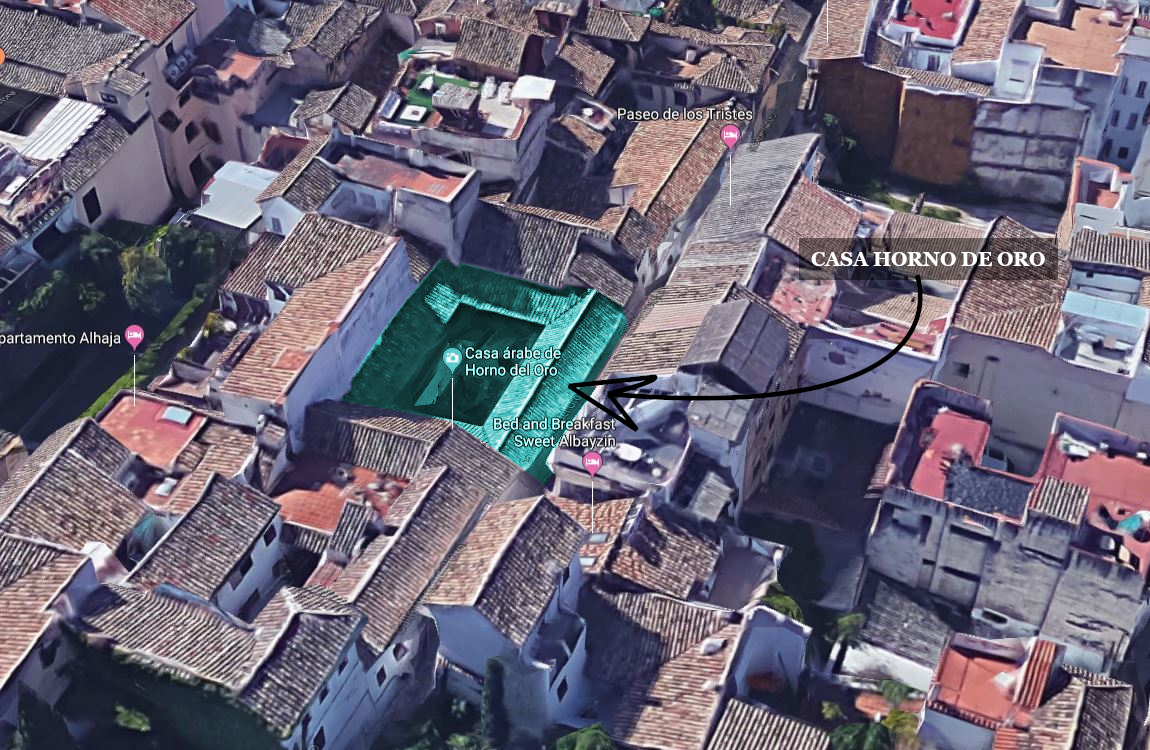 Paseo de los Tristes
CASA HORNO DE ORO
partamento Alhaja
Casa árabe de
Horno del Oro
Bed and Breakfast
Sweet Albayzin